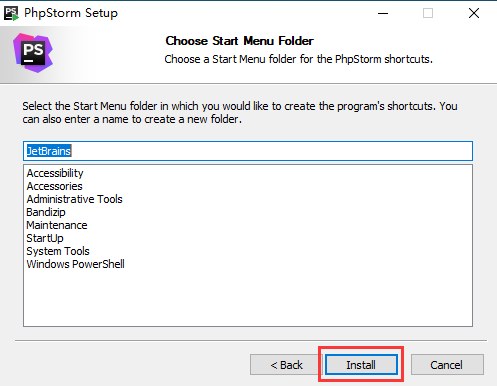 PS PhpStorm Setup
PS
Choose Start Menu Folder
Choose a Start Menu folder for the PhpStorm shortcuts.
Select the Start Menu folder in which you would like to create the program's shortcuts. You
can also enter a name to create a new folder.
JetBrains
Accessibility
Accessories
Administrative Tools
Bandizip
Maintenance
StartUp
System Tools
Windows PowerShell
< Back Install Cancel